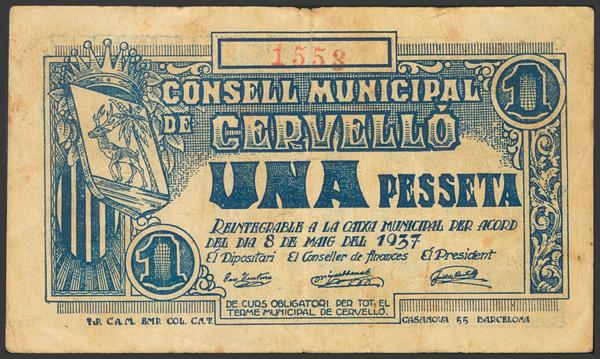 1553
1
CONSELL MUNICIPAL
DE CERVELLÓ
UNA PESSETA
REINTEGRABLE A LA CAIXA MUNICIPAL PER ACORD
DEL DIA 8 DE MAIG DEL 1937
El Dipositari El Conseller de finances El President
1
DE CURS OBLIGATORI PER TOT EL
TERME MUNICIPAL DE CERVELLÓ.
TIP. C.A.M. EMP. COL. C.N.T. CASANOVA 55 BARCELONA